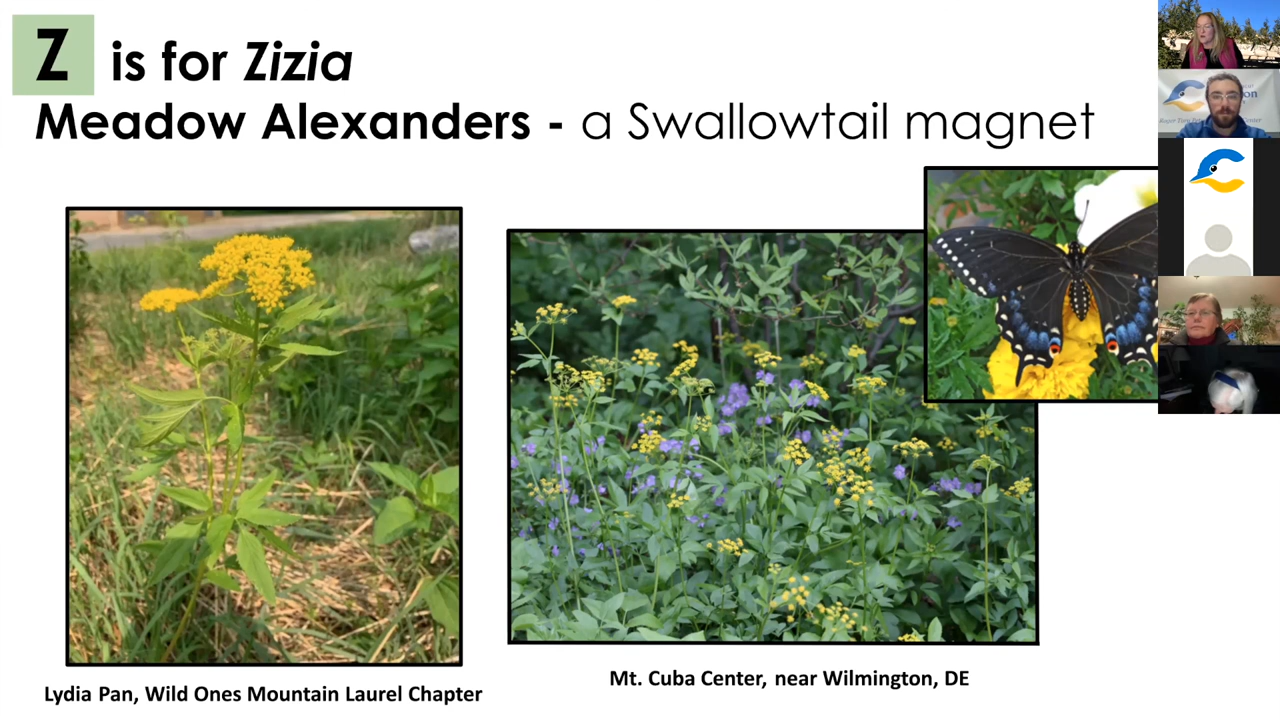 Z is for Zizia
Meadow Alexanders - a Swallowtail magnet
Lydia Pan, Wild Ones Mountain Laurel Chapter
Mt. Cuba Center, near Wilmington, DE